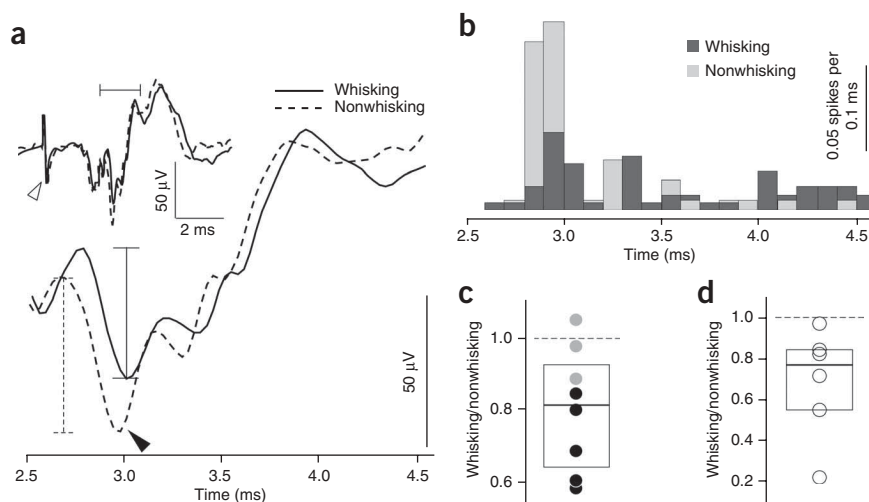 a
Whisking
Nonwhisking
50 µV
2 ms
50 µV
2.5 3.0 3.5 4.0 4.5
Time (ms)
b
Whisking
Nonwhisking
0.05 spikes per
0.1 ms
2.5 3.0 3.5 4.0 4.5
Time (ms)
c
Whisking/nonwhisking
1.0
0.8
0.6
d
Whisking/nonwhisking
1.0
0.8
0.6
0.4
0.2